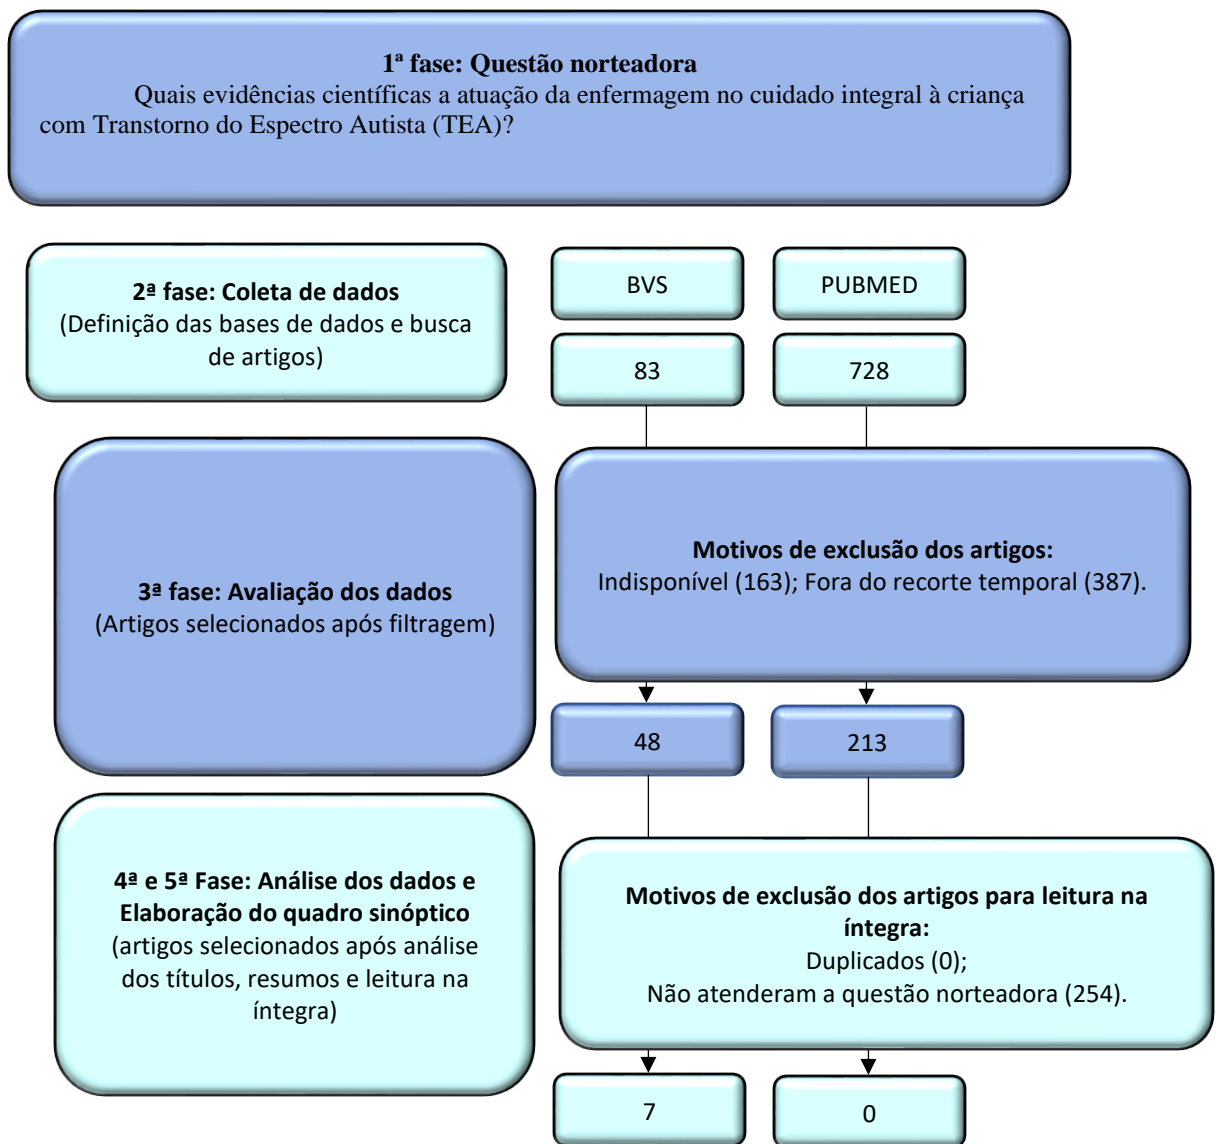 1ª fase: Questão norteadora
Quais evidências científicas a atuação da enfermagem no cuidado integral à criança
com Transtorno do Espectro Autista (TEA)?
2ª fase: Coleta de dados
(Definição das bases de dados e busca
de artigos)
BVS
PUBMED
83
728
3ª fase: Avaliação dos dados
(Artigos selecionados após filtragem)
Motivos de exclusão dos artigos:
Indisponível (163); Fora do recorte temporal (387).
48
213
4ª e 5ª Fase: Análise dos dados e
Elaboração do quadro sinóptico
(artigos selecionados após análise
dos títulos, resumos e leitura na
íntegra)
Motivos de exclusão dos artigos para leitura na
íntegra:
Duplicados (0);
Não atenderam a questão norteadora (254).
7
0